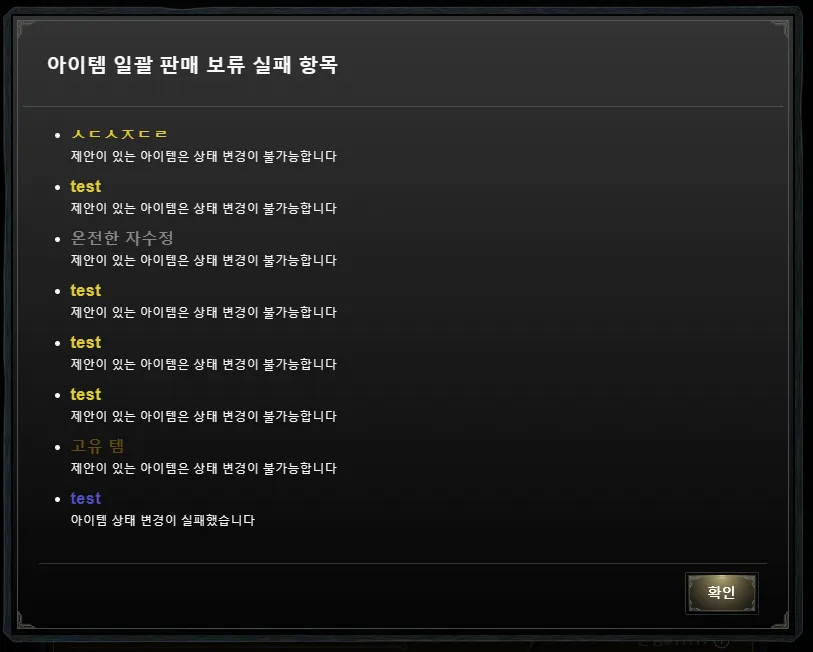 아이템 일괄 판매 보류 실패 항목
ㅅㄷㅅㅈㄷㄹ
제안이 있는 아이템은 상태 변경이 불가능합니다
test
제안이 있는 아이템은 상태 변경이 불가능합니다
온전한 자수정
제안이 있는 아이템은 상태 변경이 불가능합니다
test
제안이 있는 아이템은 상태 변경이 불가능합니다
test
제안이 있는 아이템은 상태 변경이 불가능합니다
test
제안이 있는 아이템은 상태 변경이 불가능합니다
고유 템
제안이 있는 아이템은 상태 변경이 불가능합니다
test
아이템 상태 변경이 실패했습니다
확인